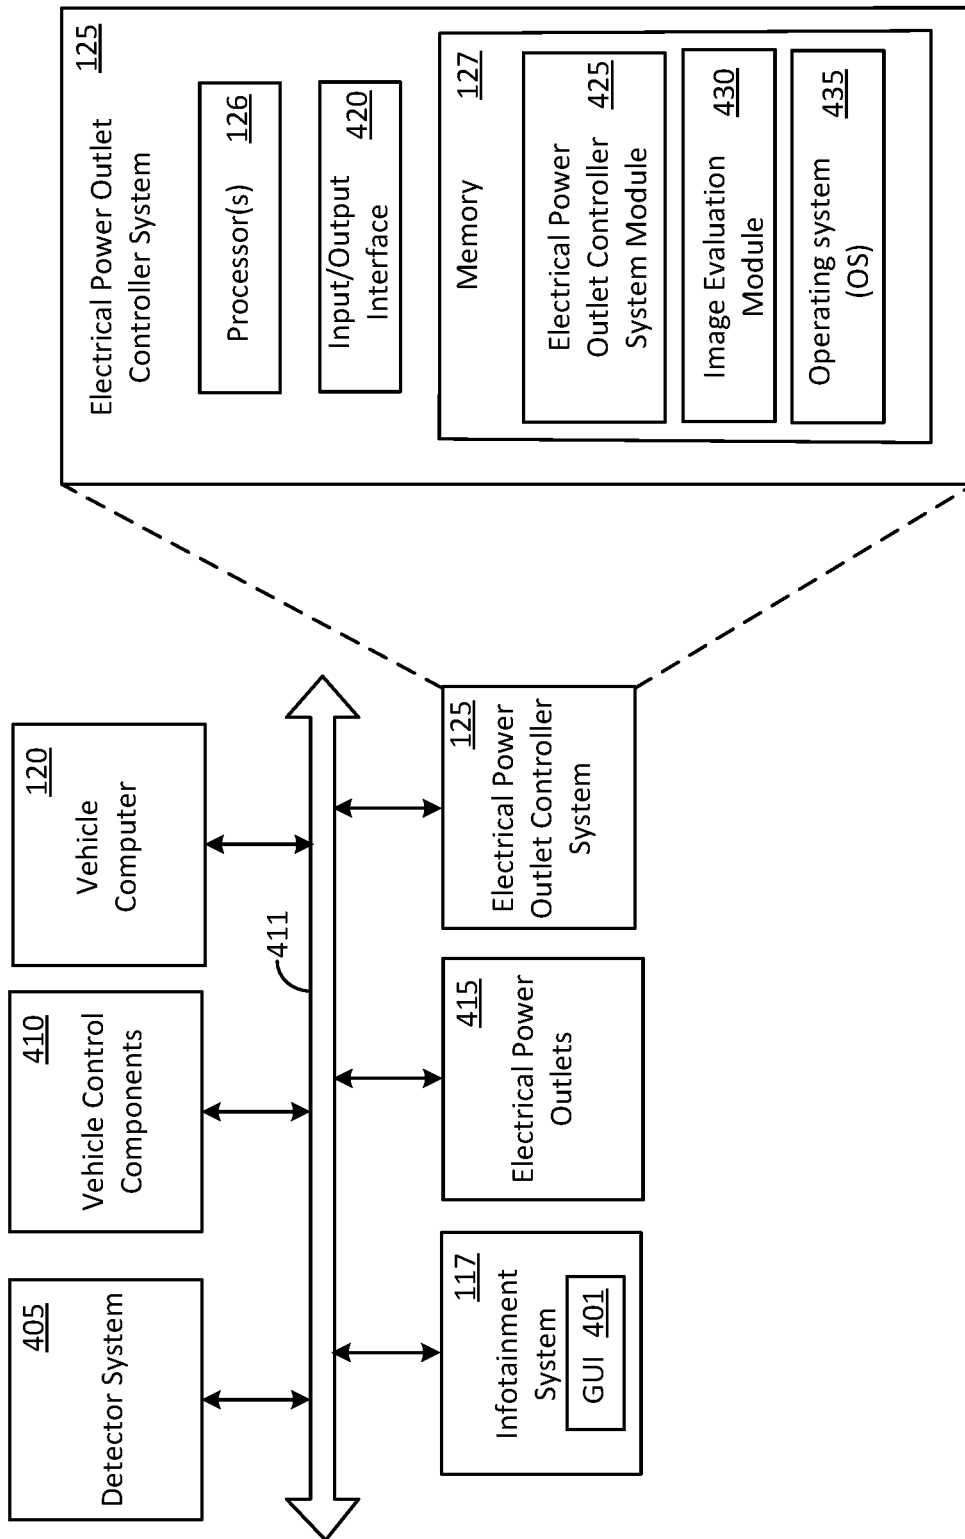 405
Detector System
410
Vehicle Control
Components
120
Vehicle
Computer
411
117
Infotainment
System
GUI 401
415
Electrical Power
Outlets
125
Electrical Power
Outlet Controller
System
125
Electrical Power Outlet
Controller System
Processor(s) 126
Input/Output
Interface 420
Memory 127
Electrical Power
Outlet Controller
System Module 425
Image Evaluation
Module 430
Operating system
(OS) 435